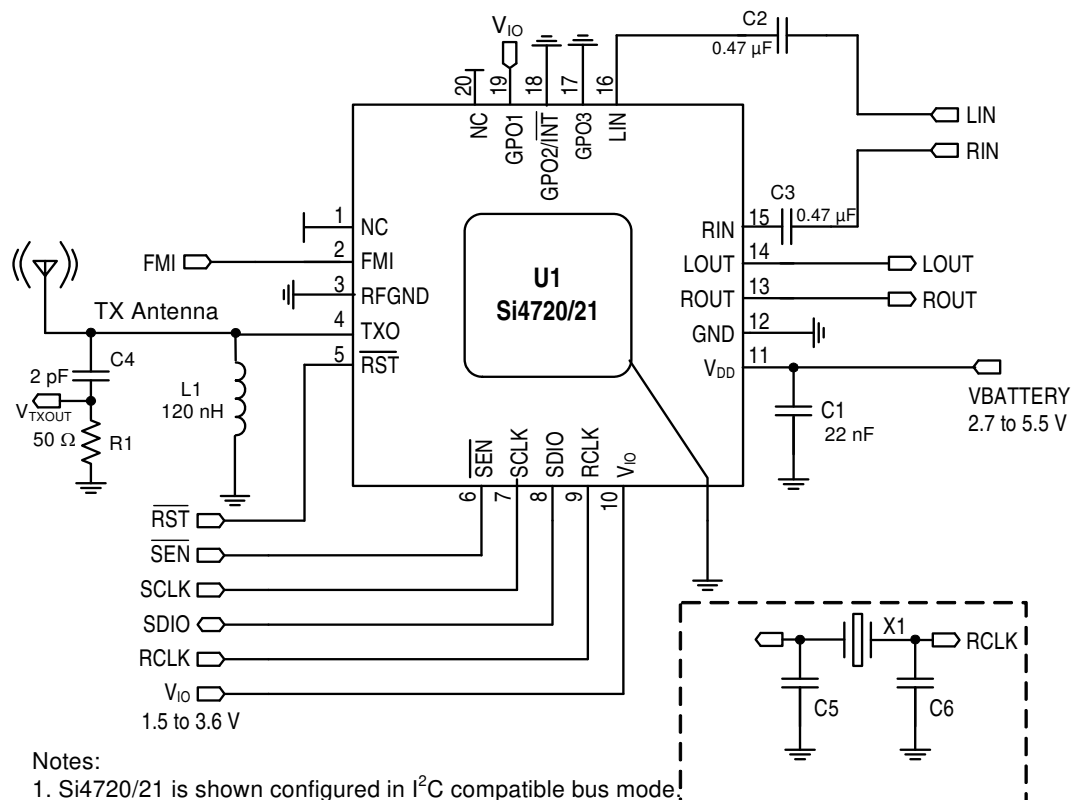 V_IO
C2
0.47 µF
20
19
18
17
16
NC
GPO1
GPO2/INT
GPO3
LIN
LIN
RIN
C3
0.47 µF
1
NC
RIN
15
FMI
2
FMI
LOUT
14
LOUT
U1
Si4720/21
3
RFGND
ROUT
13
ROUT
TX Antenna
4
TXO
GND
12
5
RST
V_DD
11
C4
2 pF
V_TXOUT
50 Ω
R1
L1
120 nH
C1
22 nF
VBATTERY
2.7 to 5.5 V
SEN
SCLK
SDIO
RCLK
V_IO
6
7
8
9
10
RST
SEN
SCLK
SDIO
RCLK
V_IO
1.5 to 3.6 V
X1
RCLK
C5
C6
Notes:
1. Si4720/21 is shown configured in I²C compatible bus mode.